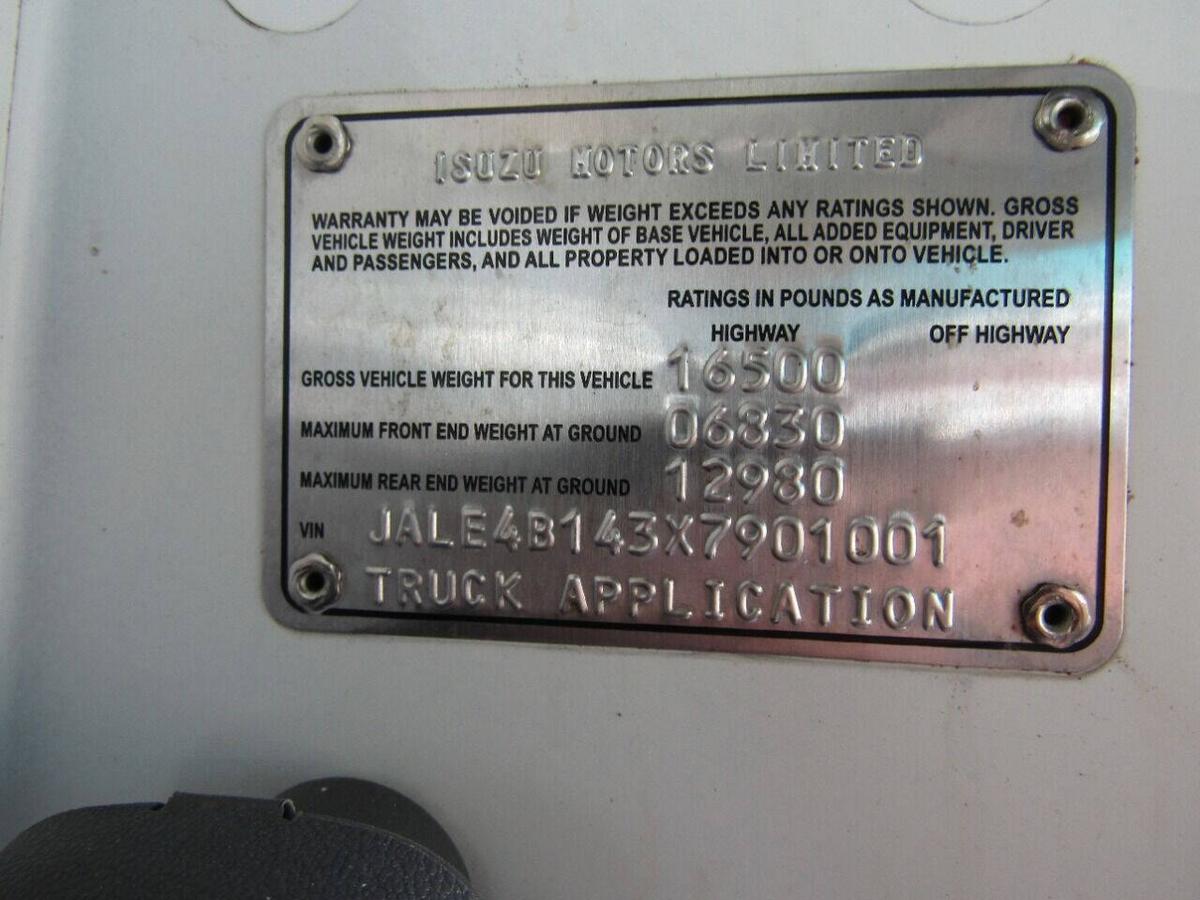 ISUZU MOTORS LIMITED
WARRANTY MAY BE VOIDED IF WEIGHT EXCEEDS ANY RATINGS SHOWN. GROSS
VEHICLE WEIGHT INCLUDES WEIGHT OF BASE VEHICLE, ALL ADDED EQUIPMENT, DRIVER
AND PASSENGERS, AND ALL PROPERTY LOADED INTO OR ONTO VEHICLE.
RATINGS IN POUNDS AS MANUFACTURED
HIGHWAY OFF HIGHWAY
GROSS VEHICLE WEIGHT FOR THIS VEHICLE 16500
MAXIMUM FRONT END WEIGHT AT GROUND 06830
MAXIMUM REAR END WEIGHT AT GROUND 12980
VIN JALE4B143X7901001
TRUCK APPLICATION